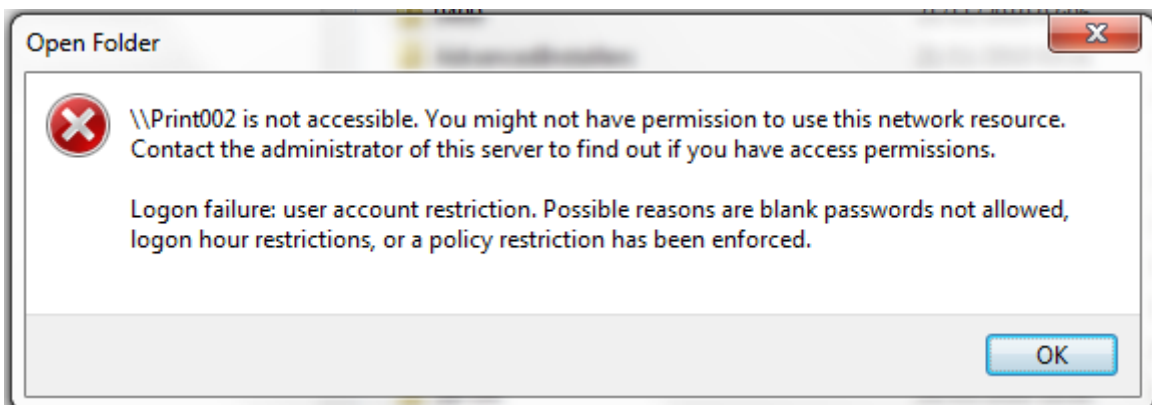 Open Folder
\\Print002 is not accessible. You might not have permission to use this network resource.
Contact the administrator of this server to find out if you have access permissions.
Logon failure: user account restriction. Possible reasons are blank passwords not allowed,
logon hour restrictions, or a policy restriction has been enforced.
OK